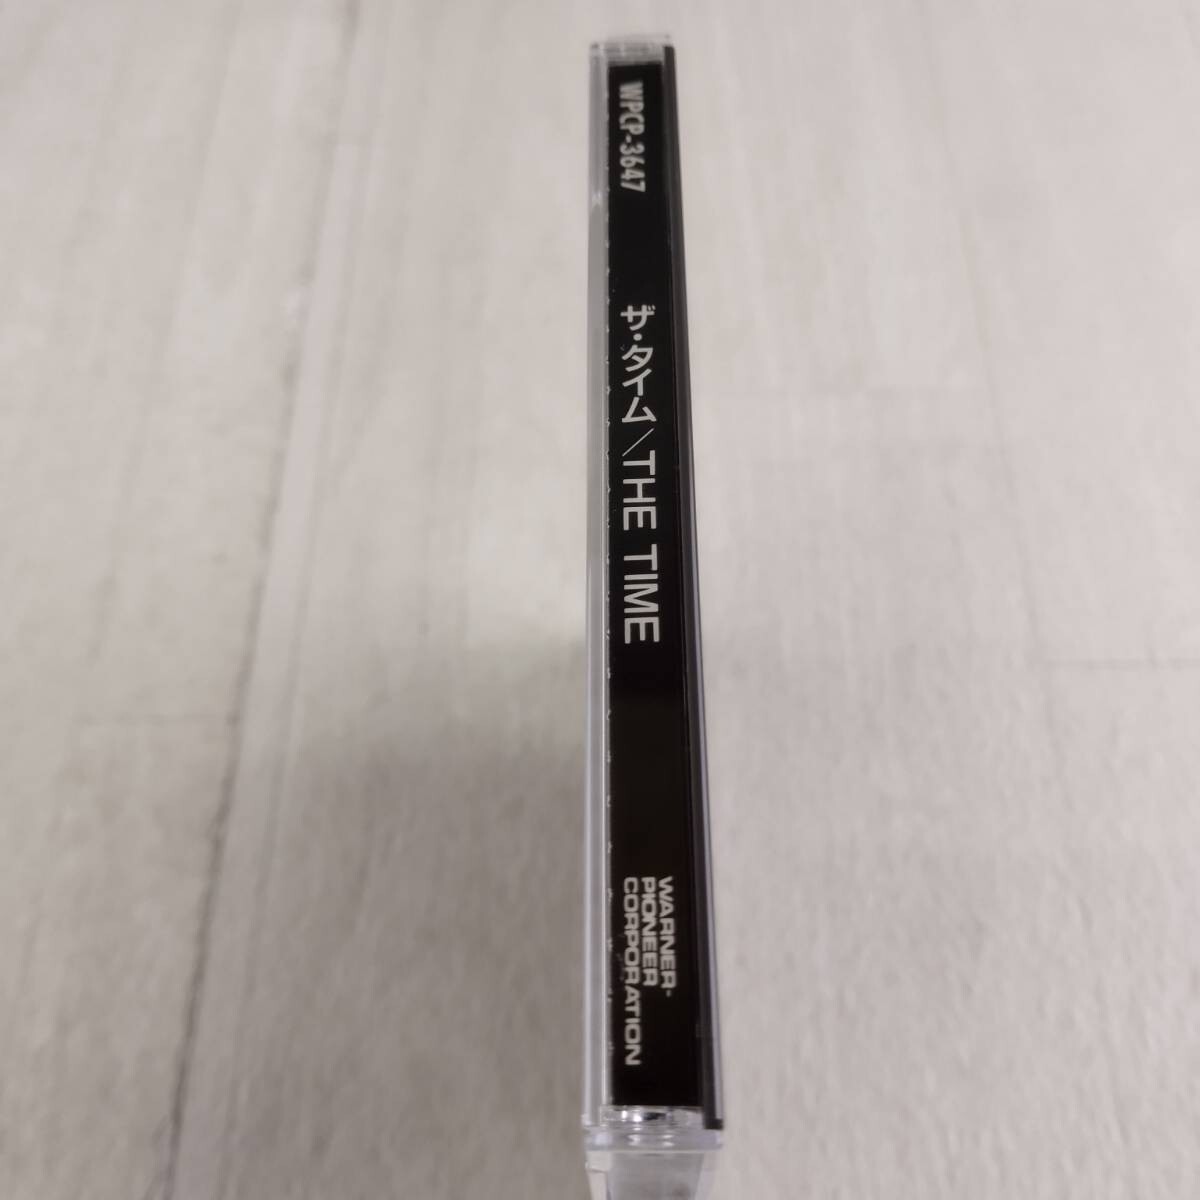 WPCP-3647
ザ・タイム/THE TIME
WARNER-
PIONEER
CORPORATION